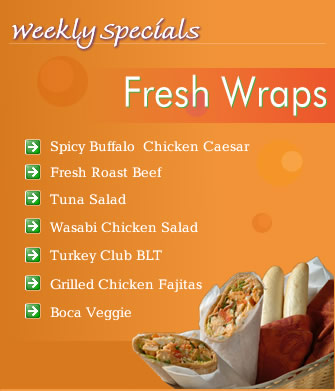 Weekly Specials
Fresh Wraps
Spicy Buffalo Chicken Caesar
Fresh Roast Beef
Tuna Salad
Wasabi Chicken Salad
Turkey Club BLT
Grilled Chicken Fajitas
Boca Veggie